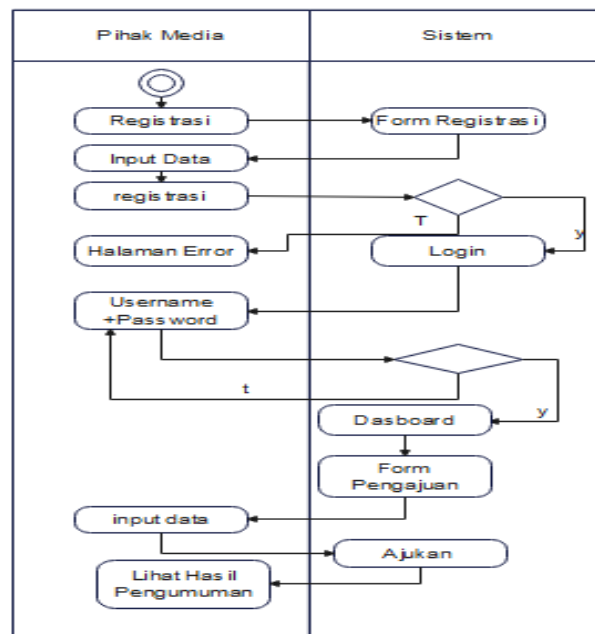 Pihak Media
Sistem
Registrasi
Form Registrasi
Input Data
registrasi
T
y
Halaman Error
Login
Username
+Password
t
y
Dasboard
Form
Pengajuan
input data
Ajukan
Lihat Hasil
Pengumuman